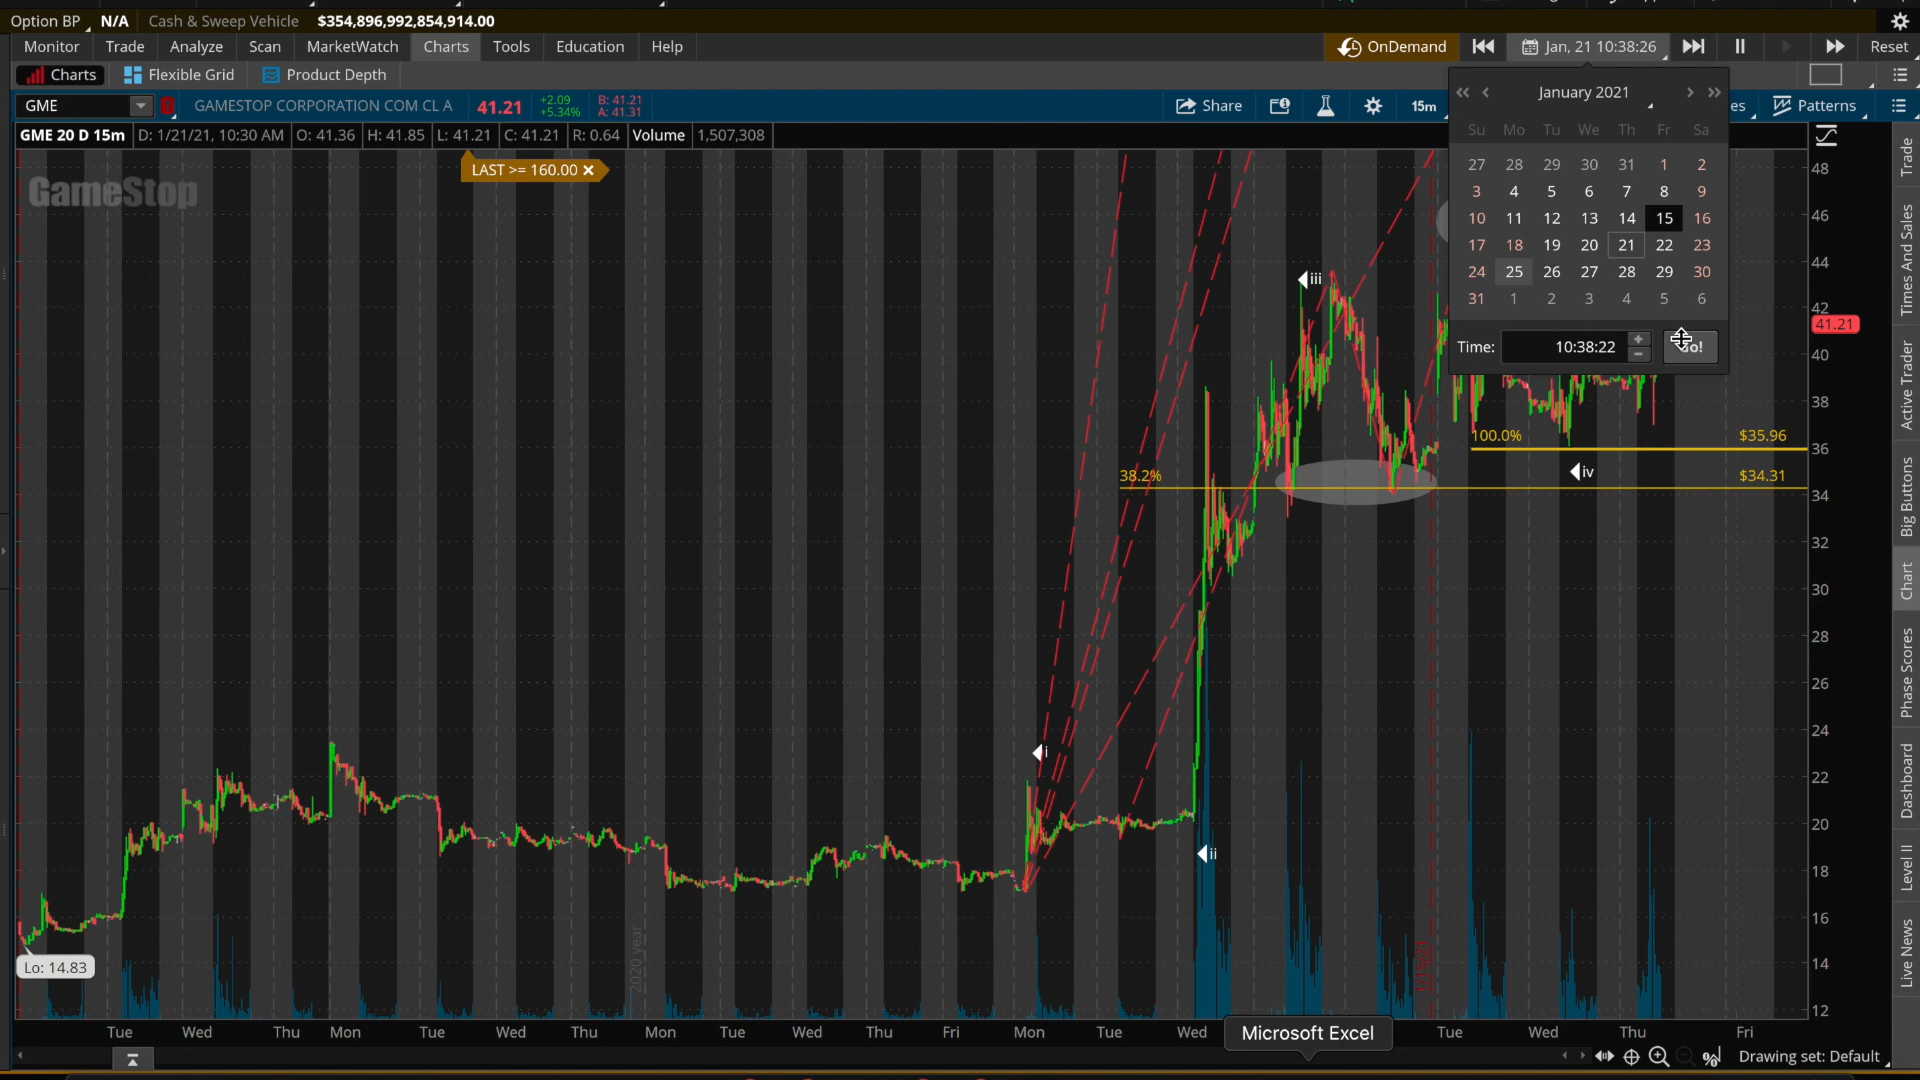 Option BP N/A Cash & Sweep Vehicle $354,896,992,854,914.00
Monitor Trade Analyze Scan MarketWatch Charts Tools Education Help OnDemand Jan, 21 10:38:26 Reset
Charts Flexible Grid Product Depth
GME GAMESTOP CORPORATION COM CL A 41.21 +2.09 +5.34% B: 41.21 A: 41.31 Share 15m es Patterns
GME 20 D 15m D: 1/21/21, 10:30 AM O: 41.36 H: 41.85 L: 41.21 C: 41.21 R: 0.64 Volume 1,507,308
LAST >= 160.00
GameStop
January 2021
Su Mo Tu We Th Fr Sa
27 28 29 30 31 1 2
3 4 5 6 7 8 9
10 11 12 13 14 15 16
17 18 19 20 21 22 23
24 25 26 27 28 29 30
31 1 2 3 4 5 6
Time: 10:38:22
48
46
44
42
41.21
40
38
36
34
32
30
28
26
24
22
20
18
16
14
12
iii
100.0% $35.96
iv
38.2% $34.31
i
ii
Lo: 14.83
2020 year
Tue Wed Thu Mon Tue Wed Thu Mon Tue Wed Thu Fri Mon Tue Wed Tue Wed Thu Fri
Microsoft Excel
Drawing set: Default
Trade
Times And Sales
Active Trader
Big Buttons
Chart
Phase Scores
Dashboard
Level II
Live News